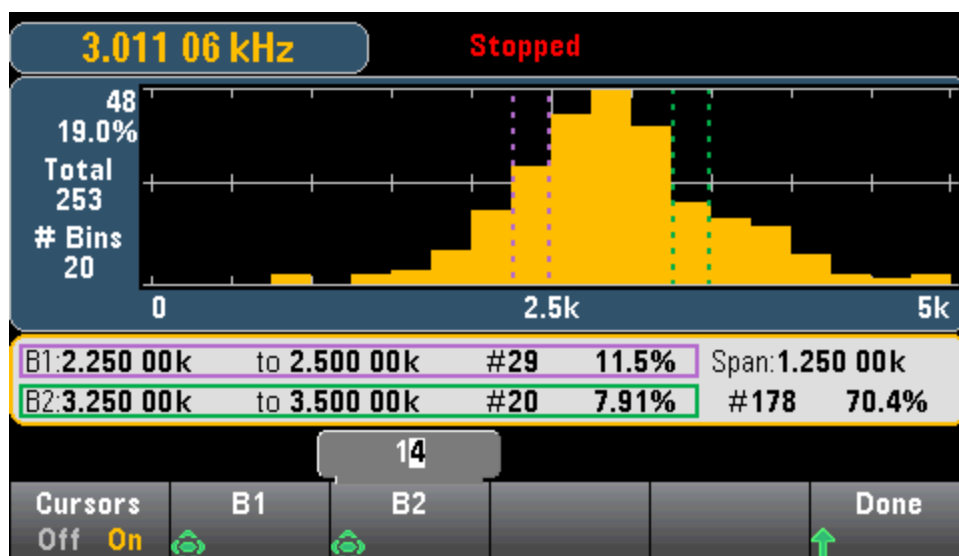 3.011 06 kHz Stopped
48
19.0%
Total
253
# Bins
20
0 2.5k 5k
B1:2.250 00k to 2.500 00k #29 11.5% Span:1.250 00k
B2:3.250 00k to 3.500 00k #20 7.91% #178 70.4%
14
Cursors B1 B2 Done
Off On